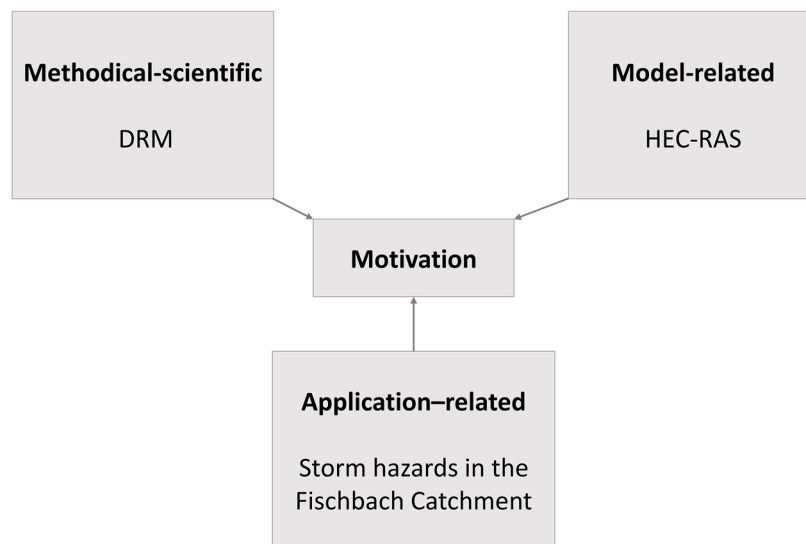 Methodical-scientific
DRM
Model-related
HEC-RAS
Motivation
Application–related
Storm hazards in the
Fischbach Catchment